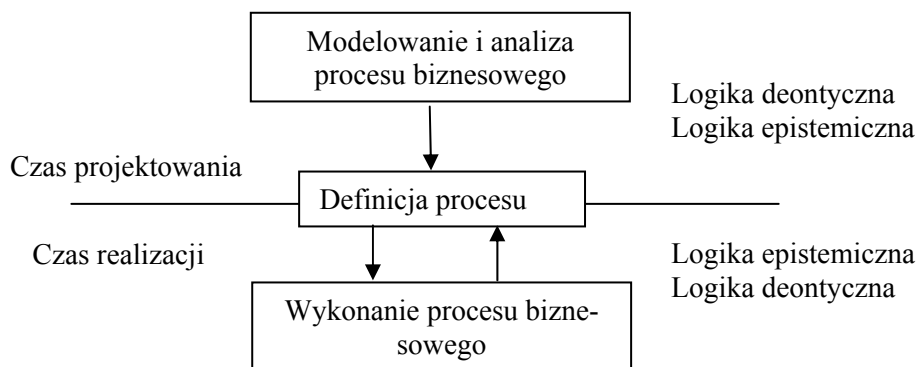 Modelowanie i analiza
procesu biznesowego
Logika deontyczna
Logika epistemiczna
Czas projektowania
Definicja procesu
Czas realizacji
Logika epistemiczna
Logika deontyczna
Wykonanie procesu bizne-
sowego